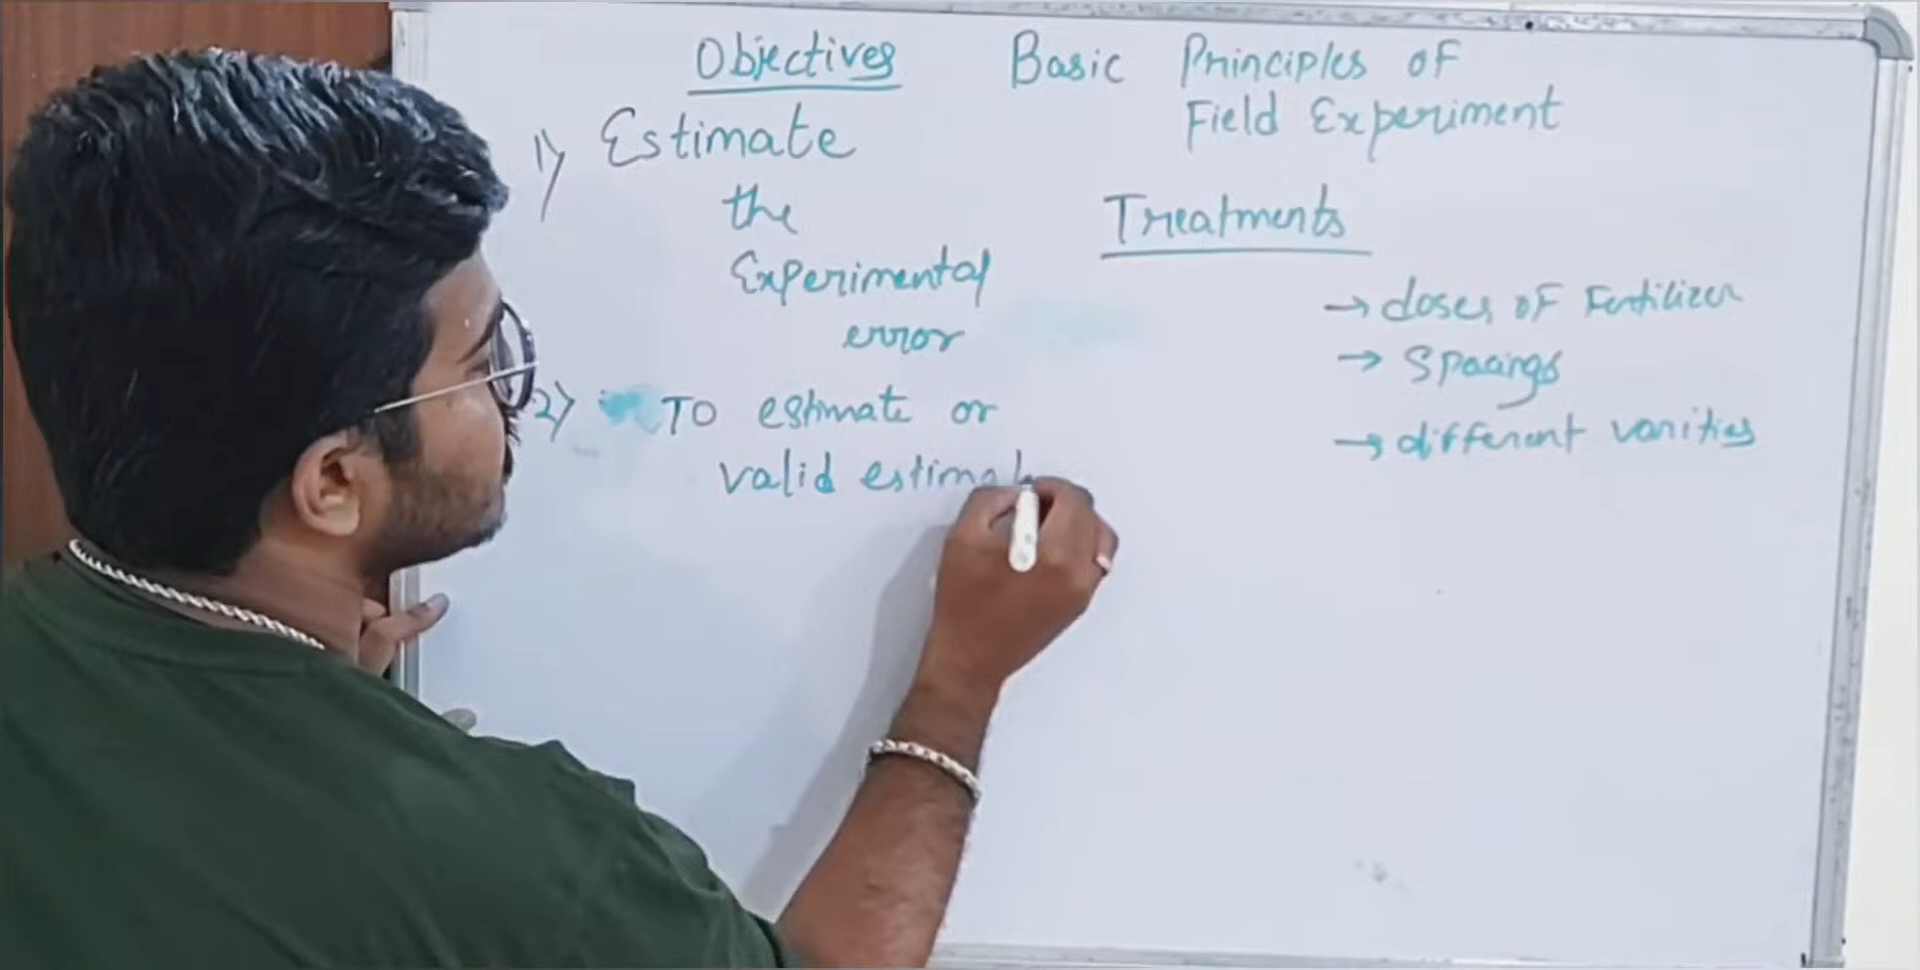 Objectives
1) Estimate
the
Experimental
error
2) To estimate or
valid estimat
Basic Principles of
Field Experiment
Treatments
→ doses of Fertilizer
→ Spacings
→ different varities